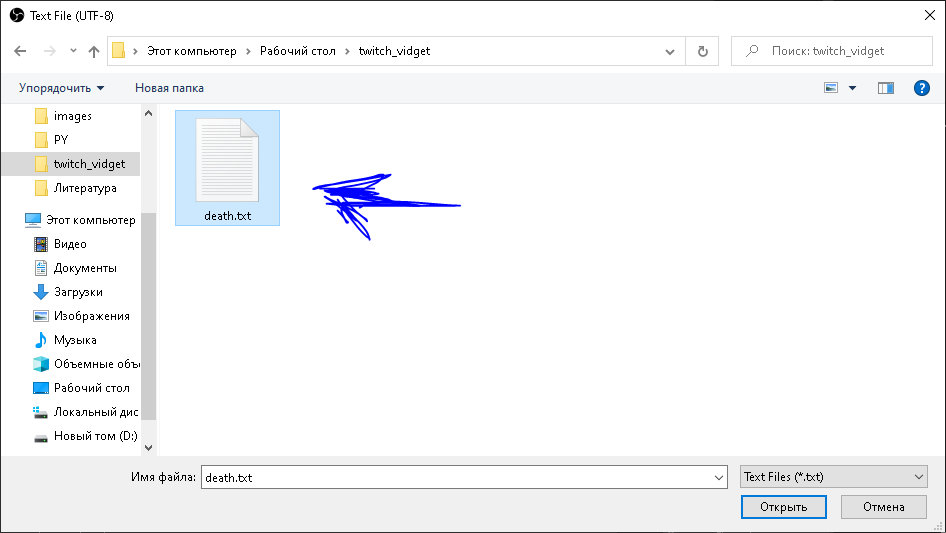 Text File (UTF-8)
Этот компьютер
Рабочий стол
twitch_vidget
Поиск: twitch_vidget
Упорядочить
Новая папка
?
images
PY
twitch_vidget
Литература
Этот компьютер
Видео
Документы
Загрузки
Изображения
Музыка
Объемные объ
Рабочий стол
Локальный дис
Новый том (D:)
death.txt
Имя файла:
death.txt
Text Files (*.txt)
Открыть
Отмена